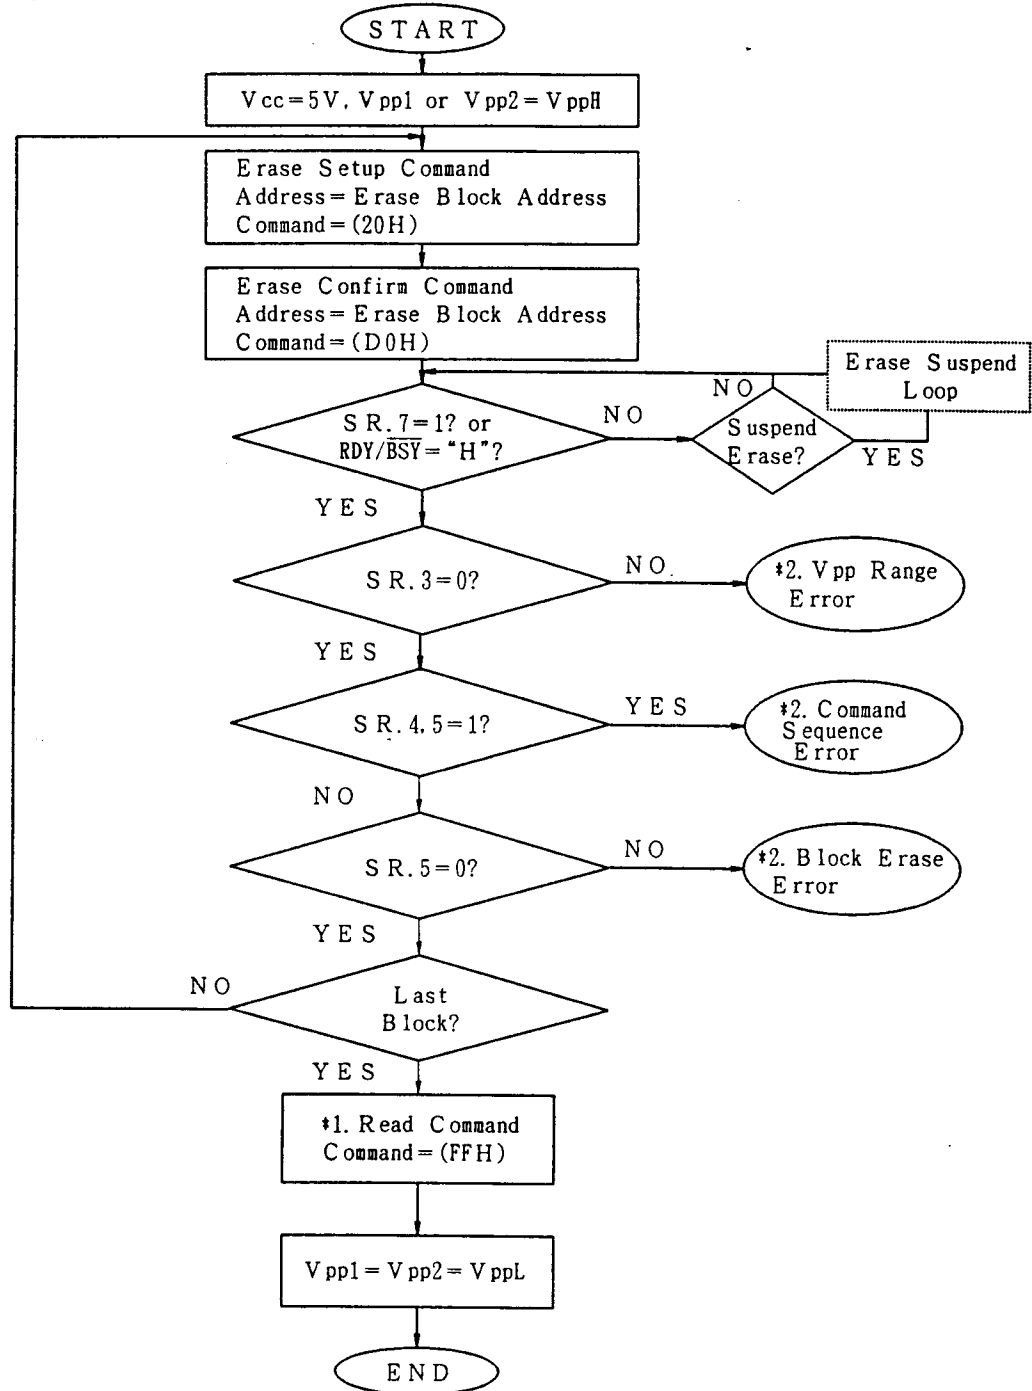 START
Vcc=5V, Vpp1 or Vpp2=VppH
Erase Setup Command
Address=Erase Block Address
Command=(20H)
Erase Confirm Command
Address=Erase Block Address
Command=(D0H)
Erase Suspend
Loop
NO
SR.7=1? or
RDY/B̅S̅Y̅="H"?
NO
Suspend
Erase?
YES
YES
SR.3=0?
NO.
*2. Vpp Range
Error
YES
SR.4,5=1?
YES
*2. Command
Sequence
Error
NO
SR.5=0?
NO
*2. Block Erase
Error
YES
NO
Last
Block?
YES
*1. Read Command
Command=(FFH)
Vpp1=Vpp2=VppL
END